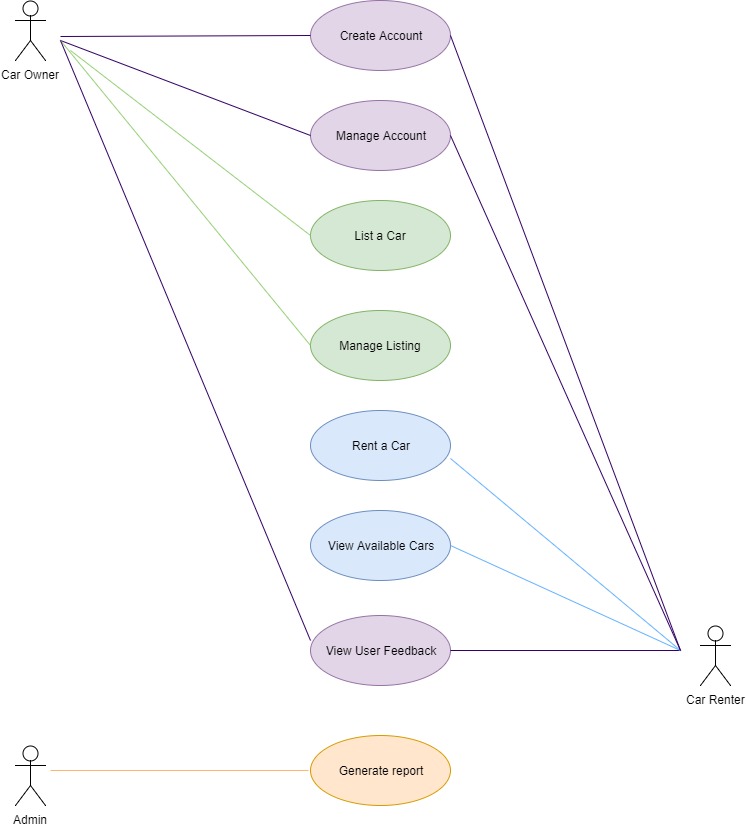 Create Account
Car Owner
Manage Account
List a Car
Manage Listing
Rent a Car
View Available Cars
View User Feedback
Car Renter
Generate report
Admin